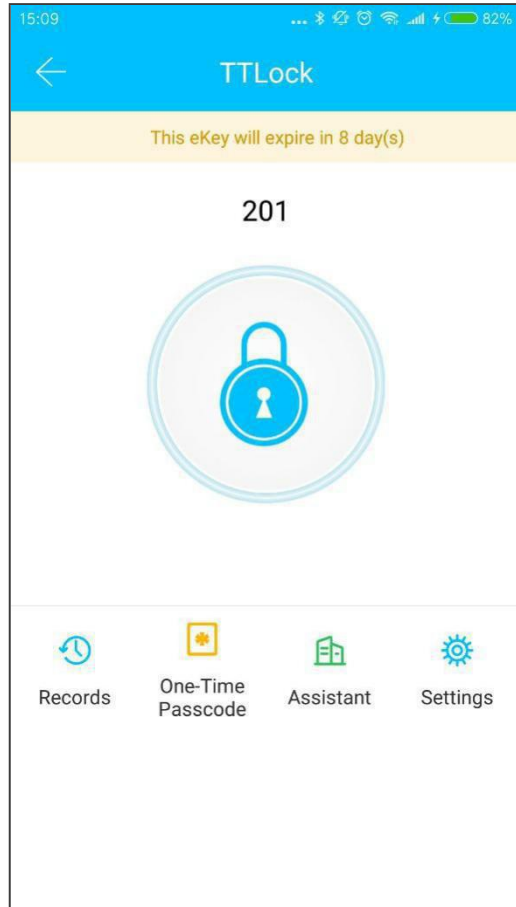 15:09 ... 82%
TTLock
This eKey will expire in 8 day(s)
201
Records
One-Time
Passcode
Assistant
Settings